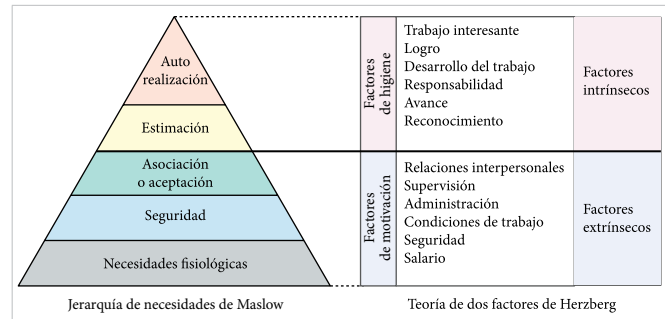 Auto
realización
Estimación
Asociación
o aceptación
Seguridad
Necesidades fisiológicas
Jerarquía de necesidades de Maslow
Factores
de higiene
Trabajo interesante
Logro
Desarrollo del trabajo
Responsabilidad
Avance
Reconocimiento
Factores
intrínsecos
Factores
de motivación
Relaciones interpersonales
Supervisión
Administración
Condiciones de trabajo
Seguridad
Salario
Factores
extrínsecos
Teoría de dos factores de Herzberg